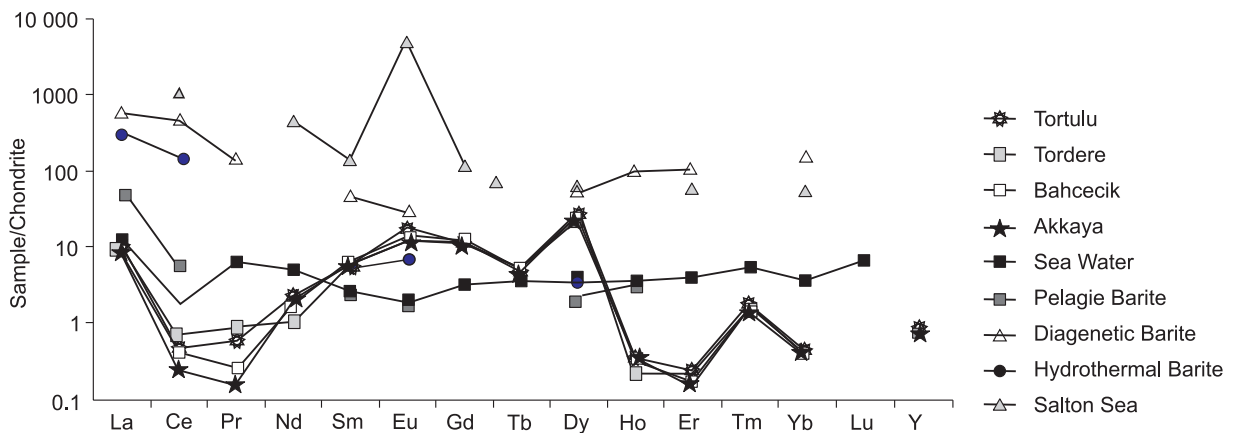 10 000
1000
100
10
1
0.1
Sample/Chondrite
La Ce Pr Nd Sm Eu Gd Tb Dy Ho Er Tm Yb Lu Y
Tortulu
Tordere
Bahcecik
Akkaya
Sea Water
Pelagie Barite
Diagenetic Barite
Hydrothermal Barite
Salton Sea